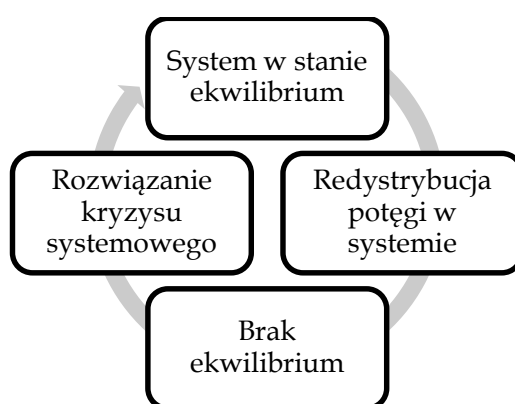 System w stanie
ekwilibrium
Rozwiązanie
kryzysu
systemowego
Redystrybucja
potęgi w
systemie
Brak
ekwilibrium